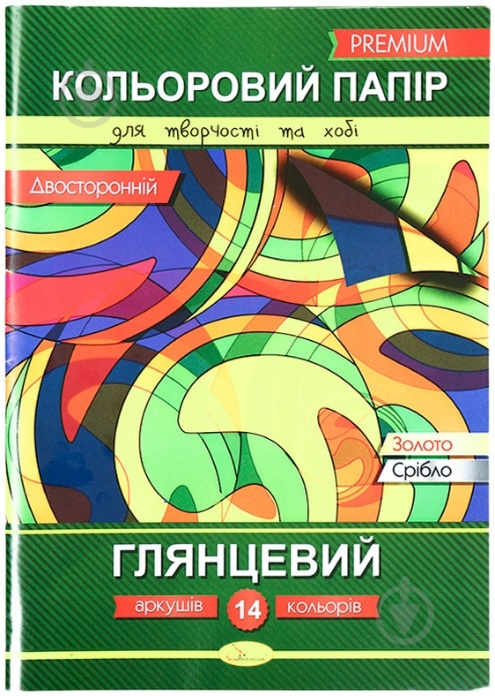 PREMIUM
КОЛЬОРОВИЙ ПАПІР
для творчості та хобі
Двосторонній
Золото
Срібло
ГЛЯНЦЕВИЙ
аркушів 14 кольорів